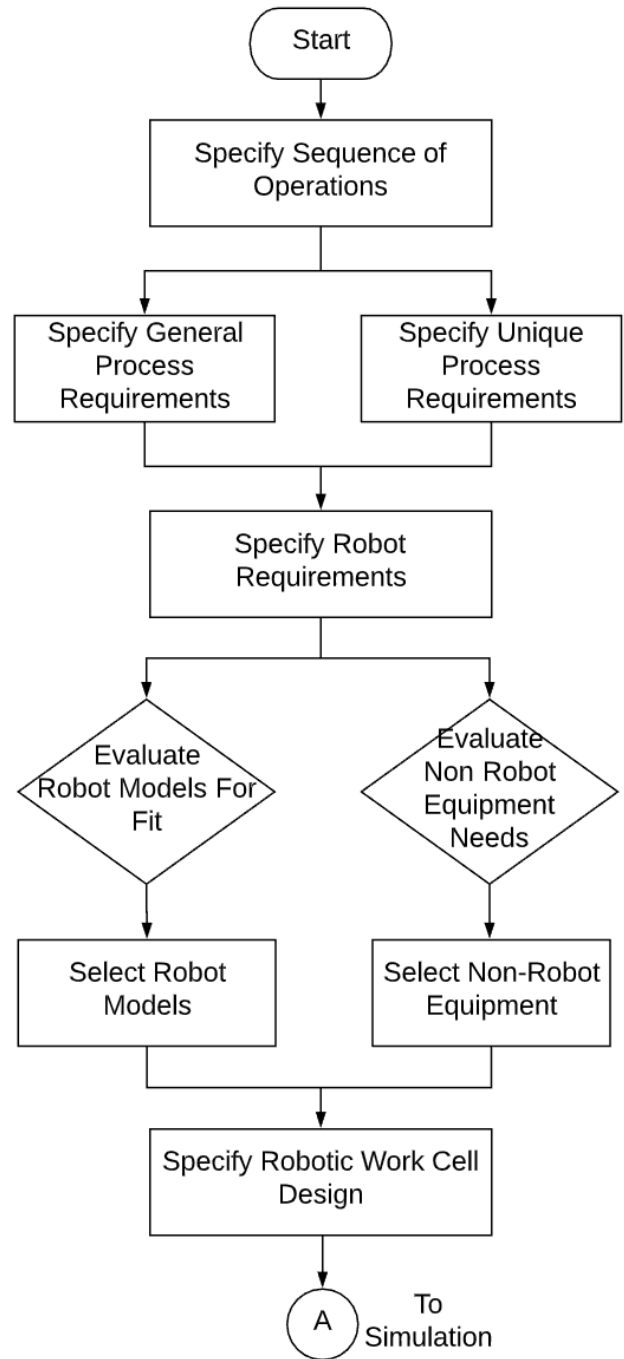 Start
Specify Sequence of
Operations
Specify General
Process
Requirements
Specify Unique
Process
Requirements
Specify Robot
Requirements
Evaluate
Robot Models For
Fit
Evaluate
Non Robot
Equipment
Needs
Select Robot
Models
Select Non-Robot
Equipment
Specify Robotic Work Cell
Design
A
To
Simulation